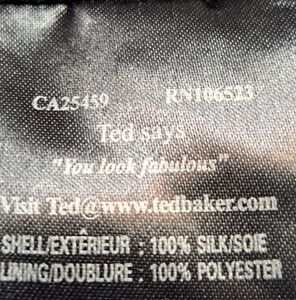 CA25459 RN106523
Ted says
"You look fabulous"
Visit Ted@www.tedbaker.com
SHELL/EXTÉRIEUR : 100% SILK/SOIE
LINING/DOUBLURE : 100% POLYESTER